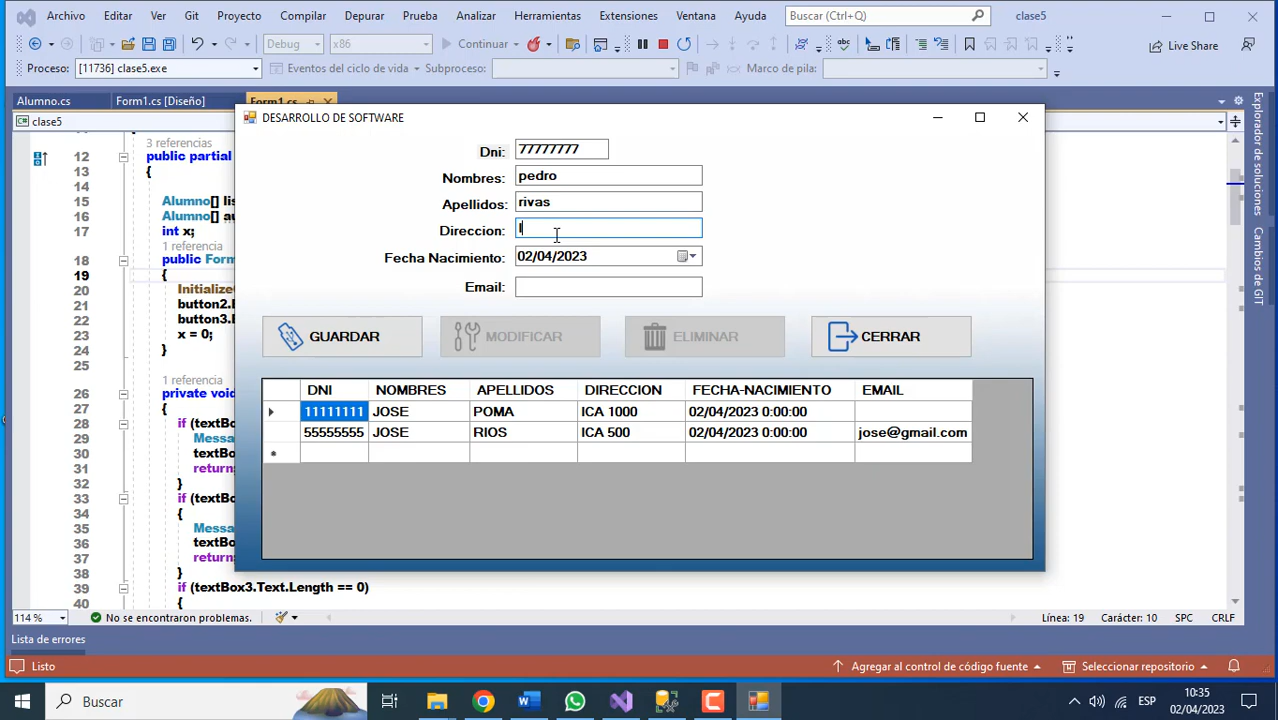 Archivo Editar Ver Git Proyecto Compilar Depurar Prueba Analizar Herramientas Extensiones Ventana Ayuda Buscar (Ctrl+Q) clase5
Debug x86 Continuar Live Share
Proceso: [11736] clase5.exe Eventos del ciclo de vida Subproceso: Marco de pila:
Alumno.cs Form1.cs [Diseño] Form1.cs
clase5
DESARROLLO DE SOFTWARE
Dni: 77777777
Nombres: pedro
Apellidos: rivas
Direccion: I
Fecha Nacimiento: 02/04/2023
Email:
GUARDAR MODIFICAR ELIMINAR CERRAR
DNI NOMBRES APELLIDOS DIRECCION FECHA-NACIMIENTO EMAIL
11111111 JOSE POMA ICA 1000 02/04/2023 0:00:00
55555555 JOSE RIOS ICA 500 02/04/2023 0:00:00 jose@gmail.com
3 referencias
12 public partial
13 {
14
15 Alumno[] lis
16 Alumno[] au
17 int x;
1 referencia
18 public Form
19 {
20 Initialize
21 button2.
22 button3.
23 x = 0;
24 }
25
1 referencia
26 private void
27 {
28 if (textBo
29 Mess
30 textB
31 return
32 }
33 if (textBo
34 {
35 Mess
36 textB
37 return
38 }
39 if (textBox3.Text.Length == 0)
40 {
Explorador de soluciones
Cambios de GIT
114 % No se encontraron problemas. Línea: 19 Carácter: 10 SPC CRLF
Lista de errores
Listo Agregar al control de código fuente Seleccionar repositorio
Buscar ESP 10:35
02/04/2023